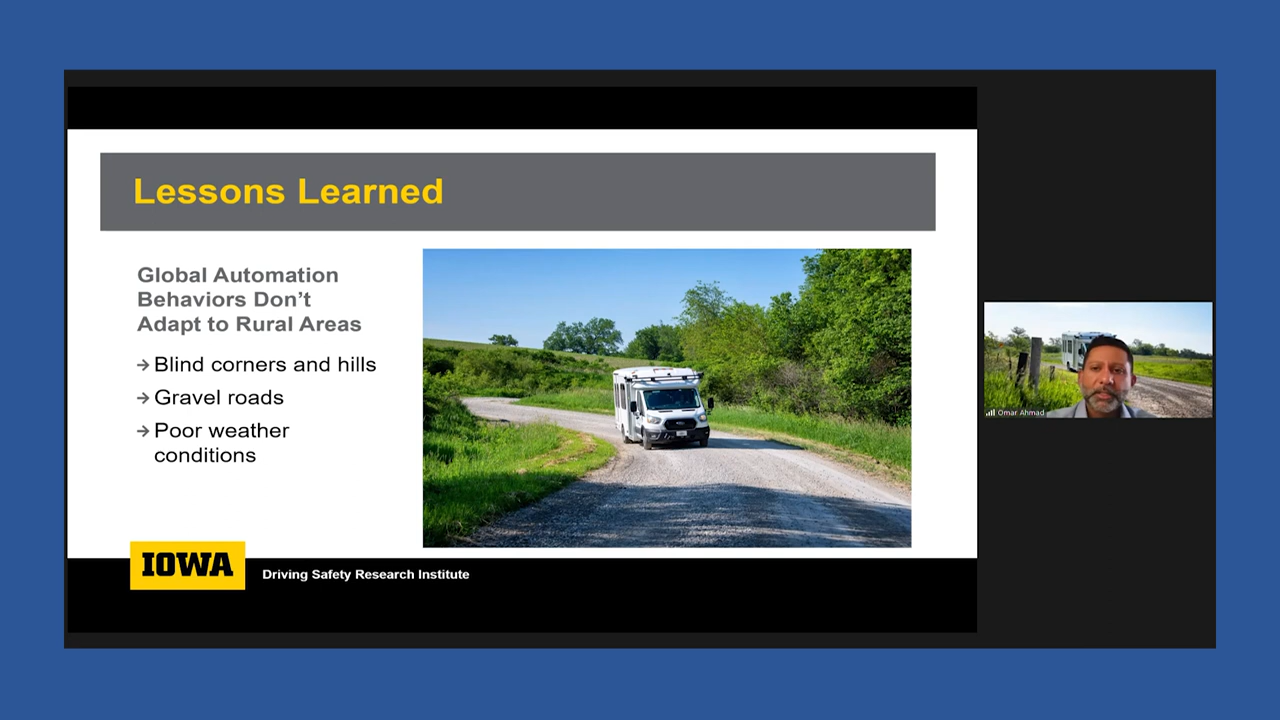 Lessons Learned
Global Automation
Behaviors Don’t
Adapt to Rural Areas
Blind corners and hills
Gravel roads
Poor weather
conditions
IOWA
Driving Safety Research Institute
Omar Ahmad